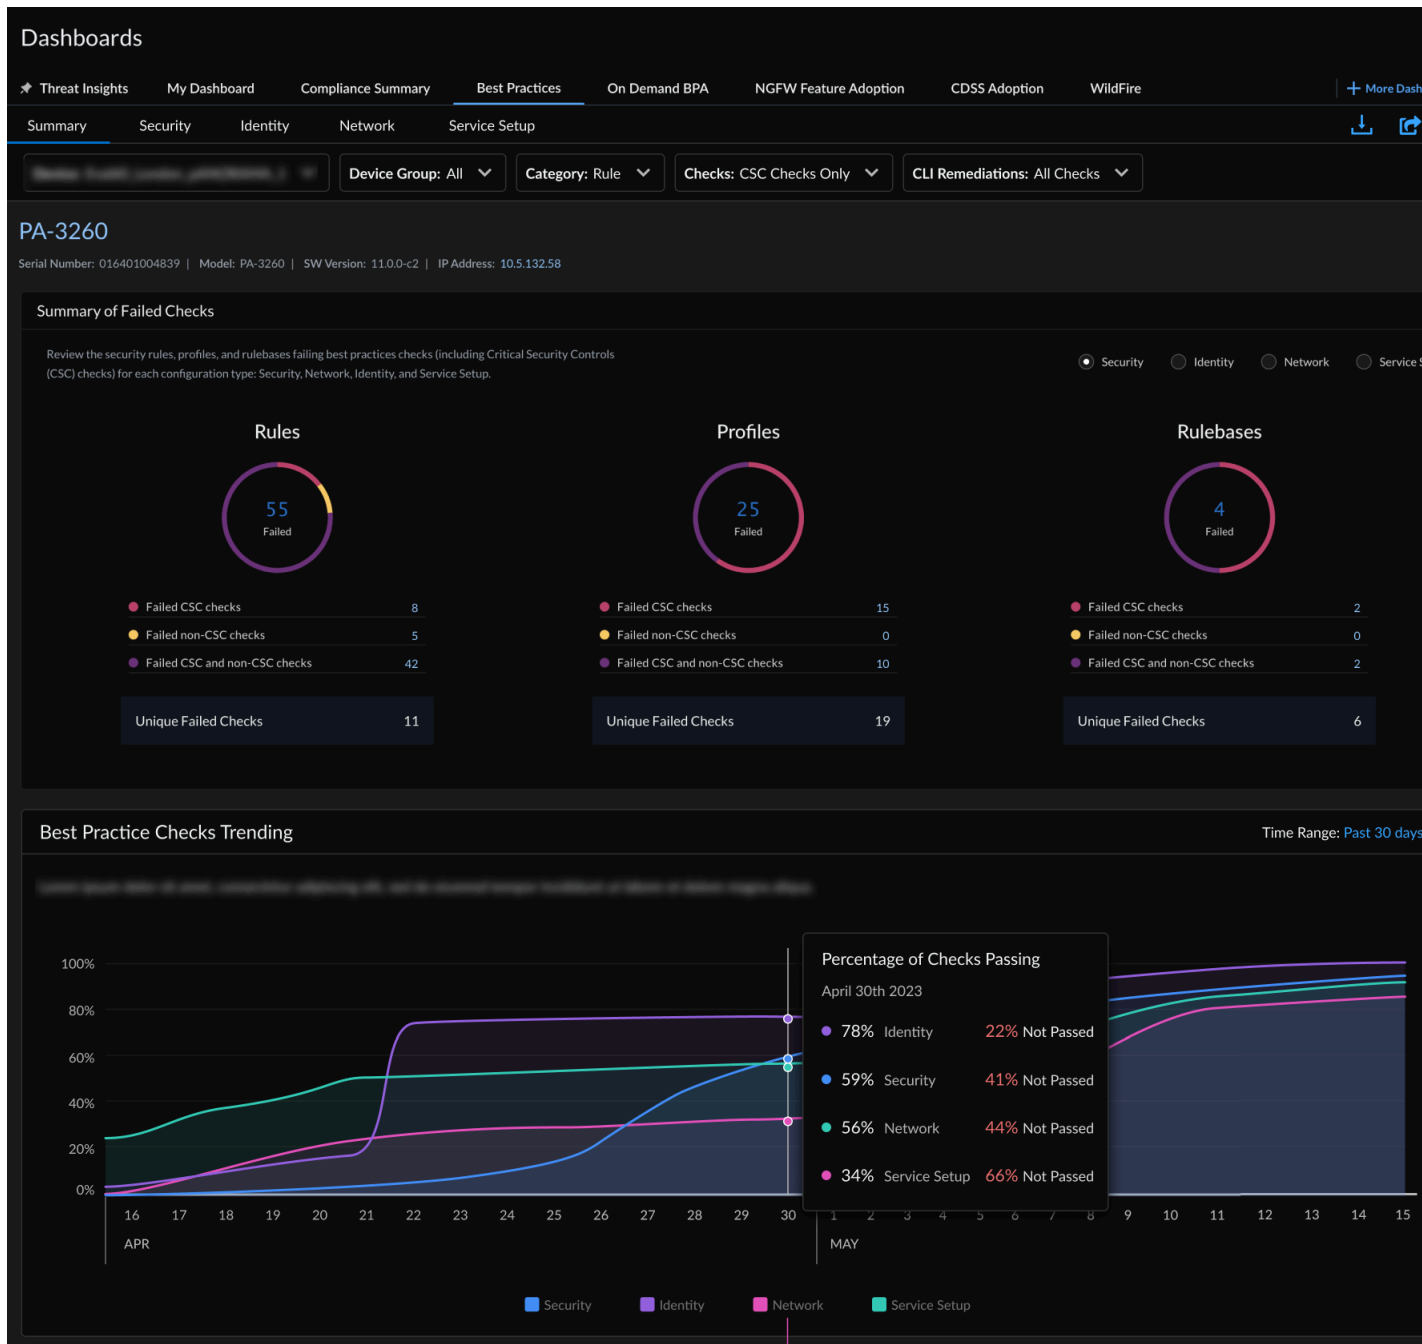 Dashboards
Threat Insights My Dashboard Compliance Summary Best Practices On Demand BPA NGFW Feature Adoption CDSS Adoption WildFire + More Dash
Summary Security Identity Network Service Setup
Device Group: All Category: Rule Checks: CSC Checks Only CLI Remediations: All Checks
PA-3260
Serial Number: 016401004839 | Model: PA-3260 | SW Version: 11.0.0-c2 | IP Address: 10.5.132.58
Summary of Failed Checks
Review the security rules, profiles, and rulebases failing best practices checks (including Critical Security Controls
(CSC) checks) for each configuration type: Security, Network, Identity, and Service Setup.
Security Identity Network Service S
Rules Profiles Rulebases
55 25 4
Failed Failed Failed
Failed CSC checks 8 Failed CSC checks 15 Failed CSC checks 2
Failed non-CSC checks 5 Failed non-CSC checks 0 Failed non-CSC checks 0
Failed CSC and non-CSC checks 42 Failed CSC and non-CSC checks 10 Failed CSC and non-CSC checks 2
Unique Failed Checks 11 Unique Failed Checks 19 Unique Failed Checks 6
Best Practice Checks Trending Time Range: Past 30 days
Percentage of Checks Passing
April 30th 2023
78% Identity 22% Not Passed
59% Security 41% Not Passed
56% Network 44% Not Passed
34% Service Setup 66% Not Passed
100%
80%
60%
40%
20%
0%
16 17 18 19 20 21 22 23 24 25 26 27 28 29 30 1 2 3 4 5 6 7 8 9 10 11 12 13 14 15
APR MAY
Security Identity Network Service Setup